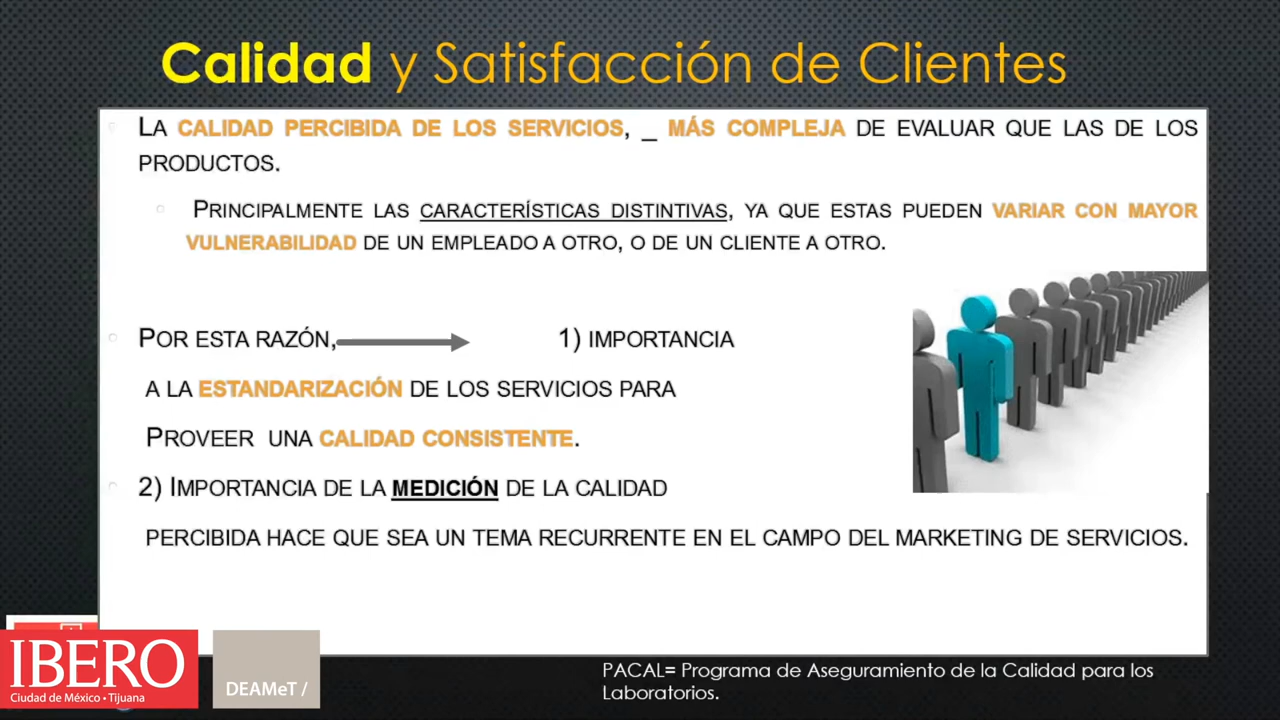 Calidad y Satisfacción de Clientes
LA CALIDAD PERCIBIDA DE LOS SERVICIOS, _ MÁS COMPLEJA DE EVALUAR QUE LAS DE LOS
PRODUCTOS.
PRINCIPALMENTE LAS CARACTERÍSTICAS DISTINTIVAS, YA QUE ESTAS PUEDEN VARIAR CON MAYOR
VULNERABILIDAD DE UN EMPLEADO A OTRO, O DE UN CLIENTE A OTRO.
POR ESTA RAZÓN, 1) IMPORTANCIA
A LA ESTANDARIZACIÓN DE LOS SERVICIOS PARA
PROVEER UNA CALIDAD CONSISTENTE.
2) IMPORTANCIA DE LA MEDICIÓN DE LA CALIDAD
PERCIBIDA HACE QUE SEA UN TEMA RECURRENTE EN EL CAMPO DEL MARKETING DE SERVICIOS.
IBERO
Ciudad de México • Tijuana
DEAMeT /
PACAL= Programa de Aseguramiento de la Calidad para los
Laboratorios.